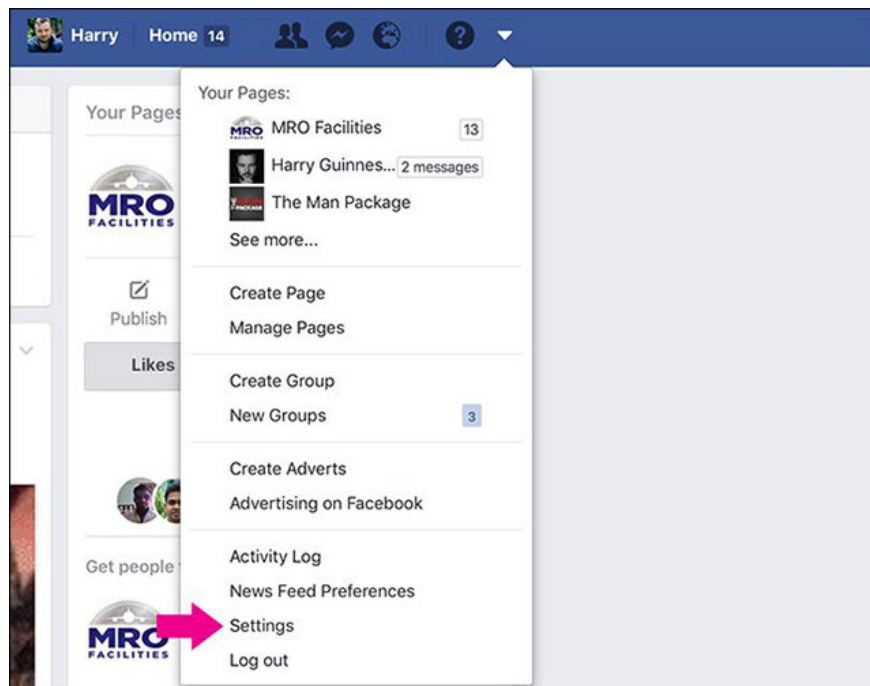 Harry Home 14
Your Pages
MRO
FACILITIES
Publish
Likes
Get people
MRO
FACILITIES
Your Pages:
MRO FACILITIES MRO Facilities 13
Harry Guinnes... 2 messages
The Man Package
See more...
Create Page
Manage Pages
Create Group
New Groups 3
Create Adverts
Advertising on Facebook
Activity Log
News Feed Preferences
Settings
Log out